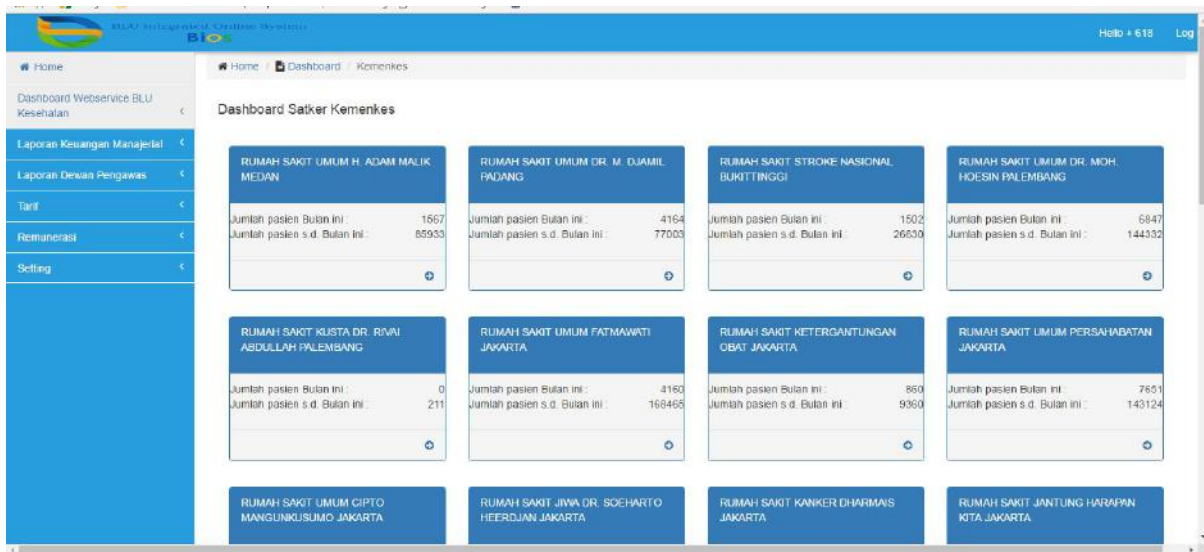 BLU Integrated Online System
Bios
Hello + 618 Log
Home
Home / Dashboard / Kemenkes
Dashboard Webservice BLU
Kesehatan
Laporan Keuangan Manajerial
Laporan Dewan Pengawas
Tarif
Remunerasi
Setting
Dashboard Satker Kemenkes
RUMAH SAKIT UMUM H. ADAM MALIK
MEDAN
Jumlah pasien Bulan ini : 1567
Jumlah pasien s.d. Bulan ini : 85933
RUMAH SAKIT UMUM DR. M. DJAMIL
PADANG
Jumlah pasien Bulan ini : 4164
Jumlah pasien s.d. Bulan ini : 77003
RUMAH SAKIT STROKE NASIONAL
BUKITTINGGI
Jumlah pasien Bulan ini : 1502
Jumlah pasien s.d. Bulan ini : 26630
RUMAH SAKIT UMUM DR. MOH.
HOESIN PALEMBANG
Jumlah pasien Bulan ini : 6847
Jumlah pasien s.d. Bulan ini : 144332
RUMAH SAKIT KUSTA DR. RIVAI
ABDULLAH PALEMBANG
Jumlah pasien Bulan ini : 0
Jumlah pasien s.d. Bulan ini : 211
RUMAH SAKIT UMUM FATMAWATI
JAKARTA
Jumlah pasien Bulan ini : 4160
Jumlah pasien s.d. Bulan ini : 168465
RUMAH SAKIT KETERGANTUNGAN
OBAT JAKARTA
Jumlah pasien Bulan ini : 860
Jumlah pasien s.d. Bulan ini : 9360
RUMAH SAKIT UMUM PERSAHABATAN
JAKARTA
Jumlah pasien Bulan ini : 7651
Jumlah pasien s.d. Bulan ini : 143124
RUMAH SAKIT UMUM CIPTO
MANGUNKUSUMO JAKARTA
RUMAH SAKIT JIWA DR. SOEHARTO
HEERDJAN JAKARTA
RUMAH SAKIT KANKER DHARMAIS
JAKARTA
RUMAH SAKIT JANTUNG HARAPAN
KITA JAKARTA